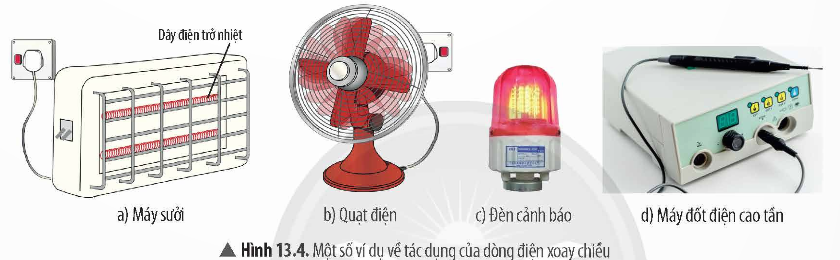 Dây điện trở nhiệt
a) Máy sưởi
b) Quạt điện
c) Đèn cảnh báo
d) Máy đốt điện cao tần
▲ Hình 13.4. Một số ví dụ về tác dụng của dòng điện xoay chiều